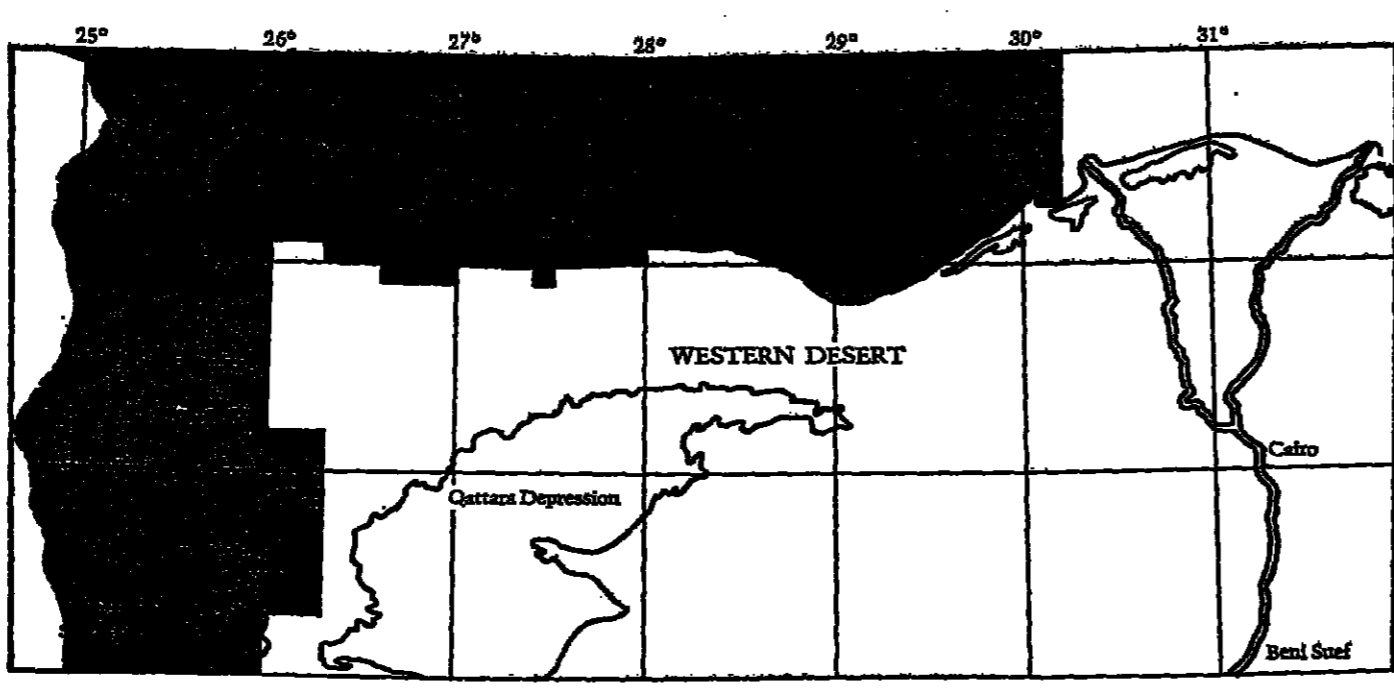 25° 26° 27° 28° 29° 30° 31°
WESTERN DESERT
Cairo
Qattara Depression
Beni Suef